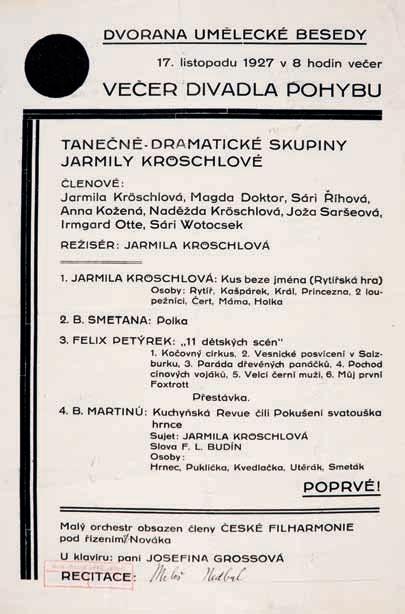 DVORANA UMĚLECKÉ BESEDY
17. listopadu 1927 v 8 hodin večer
VEČER DIVADLA POHYBU
TANEČNĚ-DRAMATICKÉ SKUPINY
JARMILY KRÖSCHLOVÉ
ČLENOVÉ:
Jarmila Kröschlová, Magda Doktor, Sári Říhová,
Anna Kožená, Naděžda Kröschlová, Joža Šaršeová,
Irmgard Otte, Sári Wotocsek
REŽISÉR: JARMILA KRÖSCHLOVÁ
1. JARMILA KRÖSCHLOVÁ: Kus beze jména (Rytířská hra)
Osoby: Rytíř, Kašpárek, Král, Princezna, 2 lou-
pežníci, Čert, Máma, Holka
2. B. SMETANA: Polka
3. FELIX PETÝREK: „11 dětských scén"
1. Kočovný cirkus, 2. Vesnické posvícení v Salz-
burku, 3. Paráda dřevěných panáčků, 4. Pochod
cínových vojáků, 5. Velcí černí muži, 6. Můj první
Foxtrott
Přestávka.
4. B. MARTINŮ: Kuchyňská Revue čili Pokušení svatouška
hrnce
Sujet: JARMILA KRÖSCHLOVÁ
Slova F. L. BUDÍN
Osoby:
Hrnec, Puklička, Kvedlačka, Utěrák, Smeták
POPRVÉ!
Malý orchestr obsazen členy ČESKÉ FILHARMONIE
pod řízením Nováka
U klavíru: paní JOSEFINA GROSSOVÁ
RECITACE: Miloš Nedbal